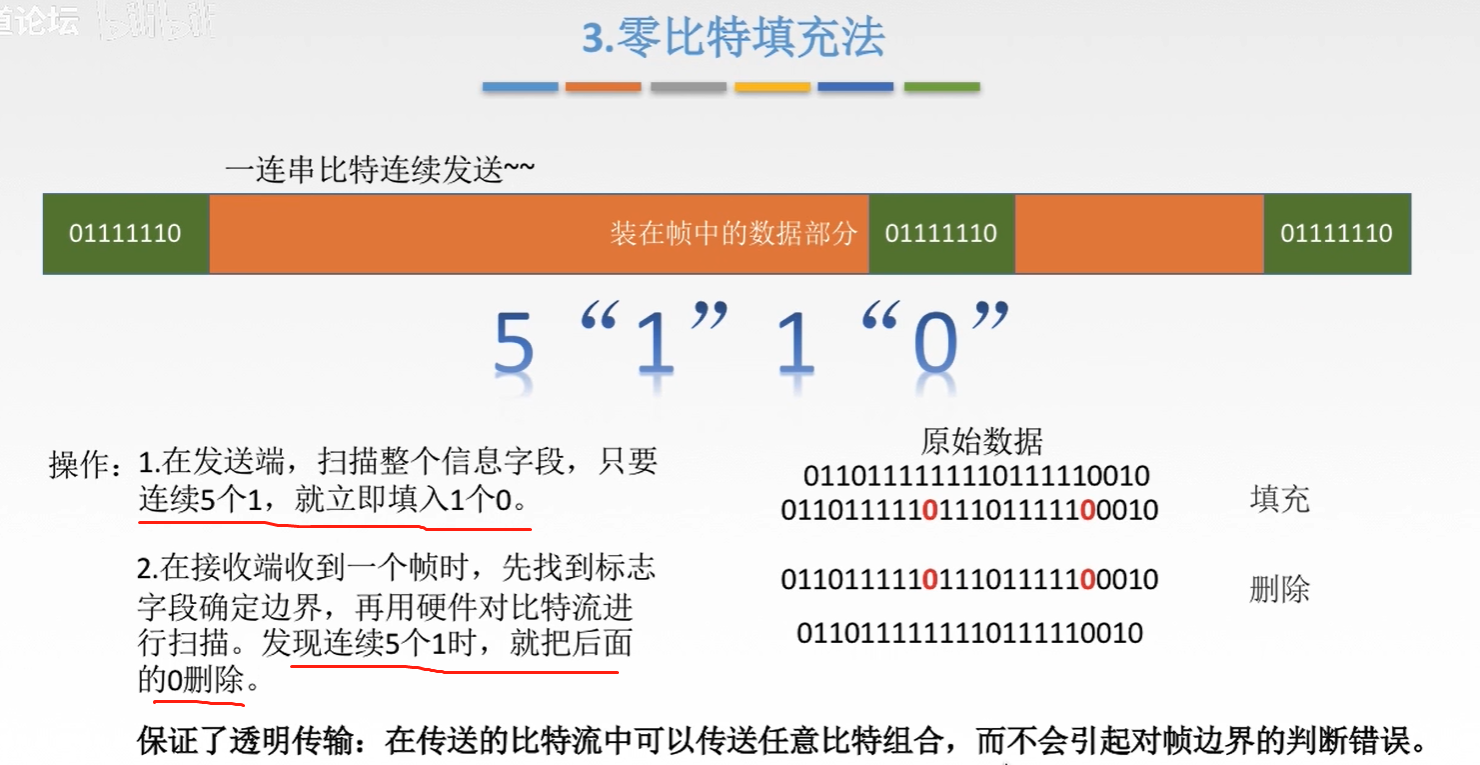 道论坛 bilibili
3.零比特填充法
一连串比特连续发送~~
01111110 装在帧中的数据部分 01111110 01111110
5 “1” 1 “0”
操作：1.在发送端，扫描整个信息字段，只要
连续5个1，就立即填入1个0。
2.在接收端收到一个帧时，先找到标志
字段确定边界，再用硬件对比特流进
行扫描。发现连续5个1时，就把后面
的0删除。
原始数据
0110111111110111110010
011011111011101111100010 填充
011011111011101111100010 删除
0110111111110111110010
保证了透明传输：在传送的比特流中可以传送任意比特组合，而不会引起对帧边界的判断错误。